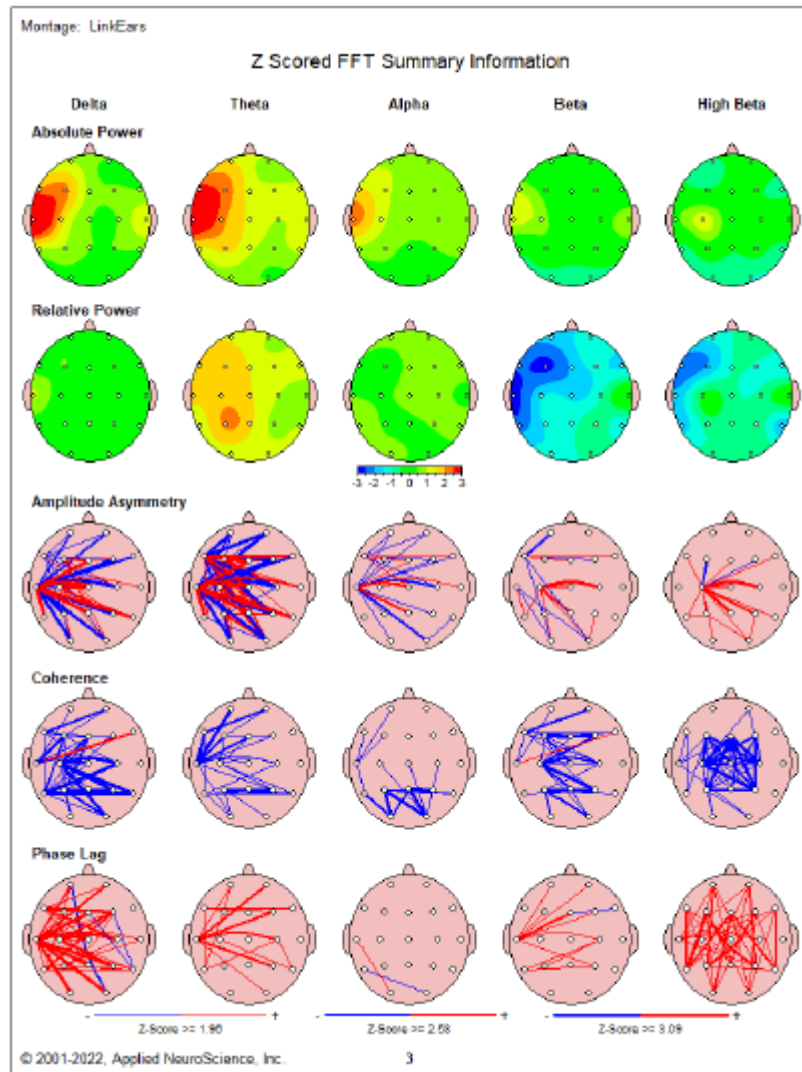 Montage: LinkEars
Z Scored FFT Summary Information
Delta Theta Alpha Beta High Beta
Absolute Power
Relative Power
-3 -2 -1 0 1 2 3
Amplitude Asymmetry
Coherence
Phase Lag
- + - + - +
Z-Score >= 1.96 Z-Score >= 2.58 Z-Score >= 3.09
© 2001-2022, Applied NeuroScience, Inc. 3